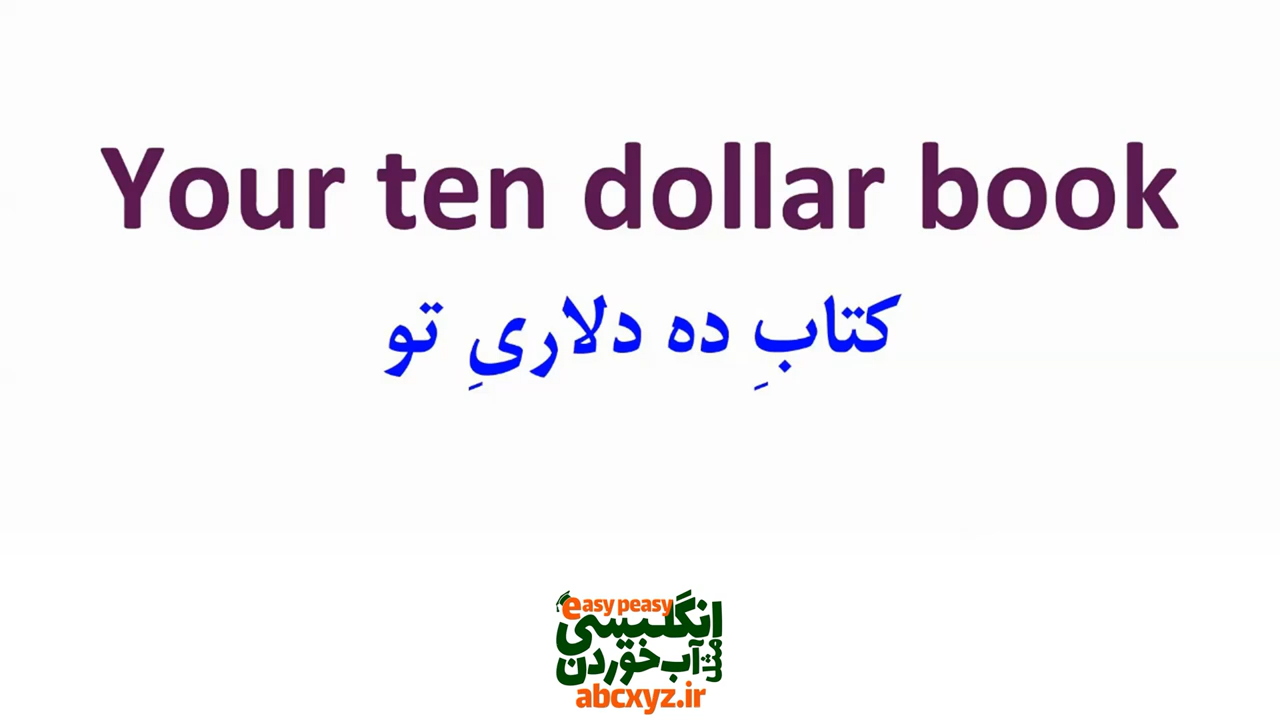 Your ten dollar book
کتابِ ده دلاریِ تو
easy peasy
انگلیسی
مثل آب خوردن
abcxyz.ir